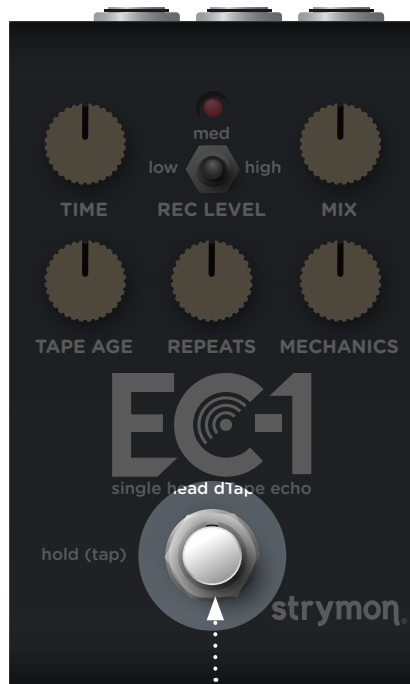 med
low high
TIME REC LEVEL MIX
TAPE AGE REPEATS MECHANICS
EC-1
single head dTape echo
hold (tap)
strymon®